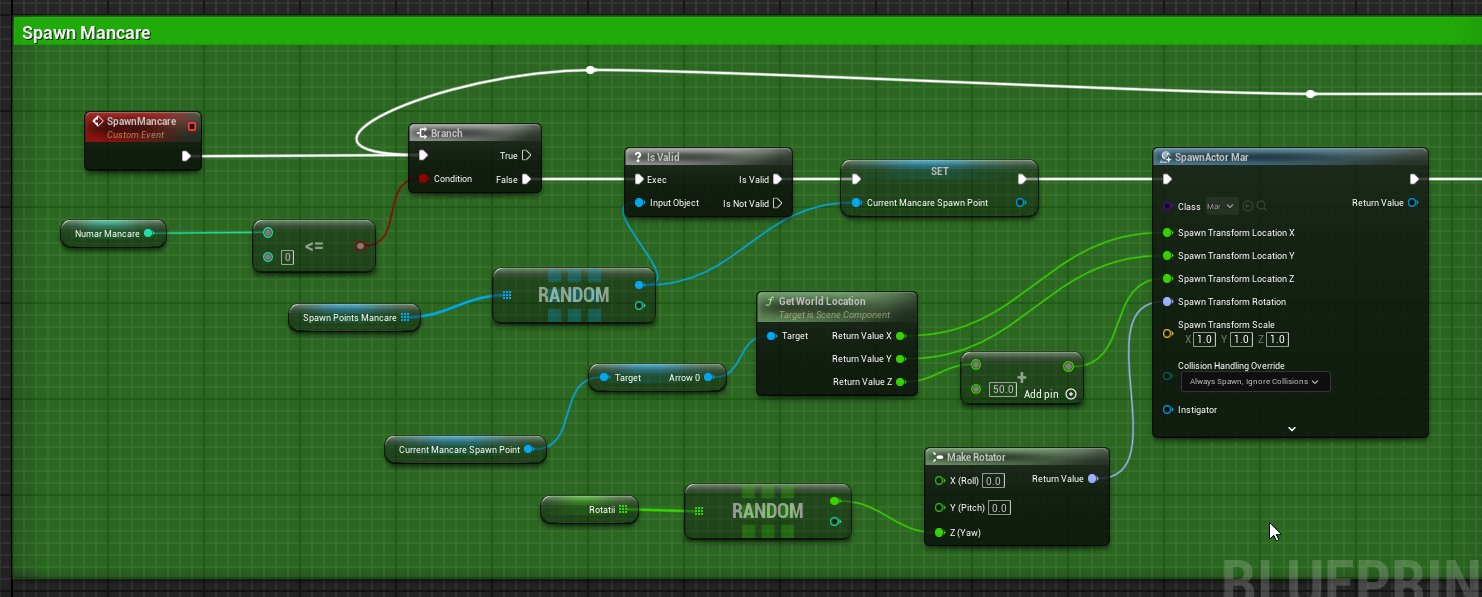 Spawn Mancare
SpawnMancare
Custom Event
Branch
True
Condition
False
Is Valid
Exec
Is Valid
Input Object
Is Not Valid
SET
Current Mancare Spawn Point
SpawnActor Mar
Class
Mar
Return Value
Spawn Transform Location X
Spawn Transform Location Y
Spawn Transform Location Z
Spawn Transform Rotation
Spawn Transform Scale
X 1.0 Y 1.0 Z 1.0
Collision Handling Override
Always Spawn, Ignore Collisions
Instigator
Numar Mancare
<=
0
Spawn Points Mancare
RANDOM
GetWorld Location
Target is Scene Component
Target
Return Value X
Return Value Y
Return Value Z
Target
Arrow 0
+
50.0
Add pin
Current Mancare Spawn Point
Make Rotator
X (Roll) 0.0
Return Value
Y (Pitch) 0.0
Z (Yaw)
Rotatii
RANDOM
BLUEPRIN